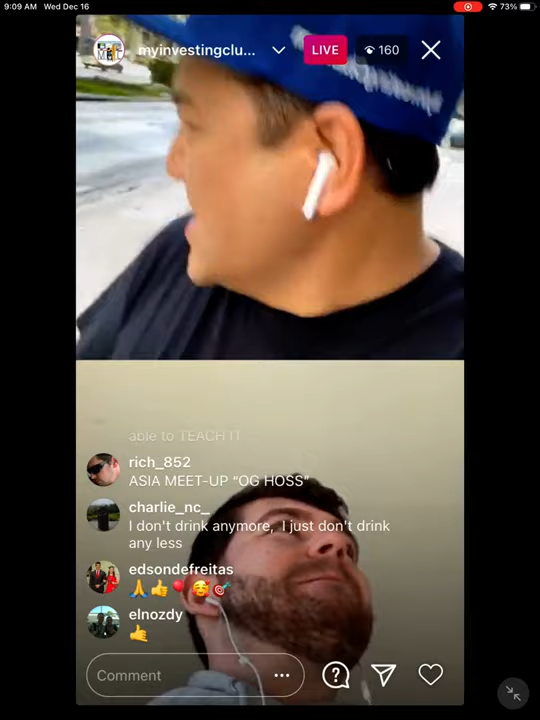 9:09 AM Wed Dec 16
73%
myinvestingclu...
LIVE
160
able to TEACH IT
rich_852
ASIA MEET-UP “OG HOSS”
charlie_nc_
I don't drink anymore, I just don't drink
any less
edsondefreitas
🙏👍🎈🥰🎯
elnozdy
🤙
Comment